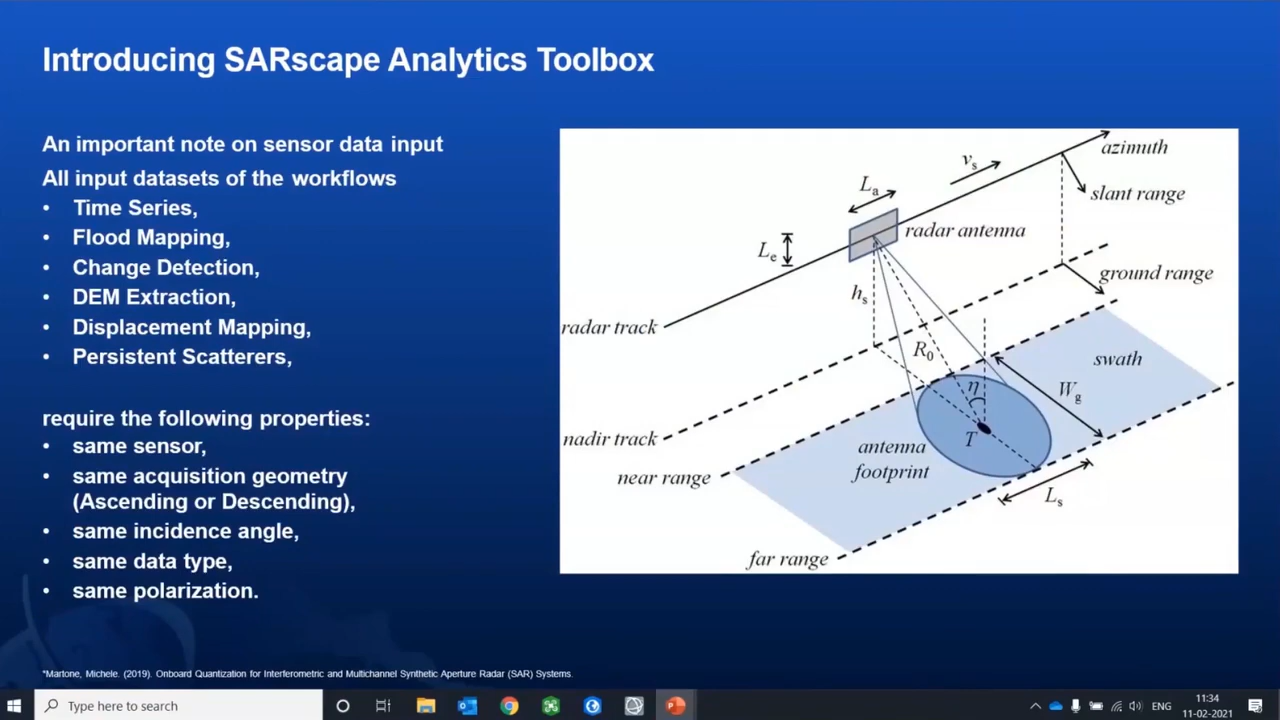 Introducing SARscape Analytics Toolbox
An important note on sensor data input
All input datasets of the workflows
• Time Series,
• Flood Mapping,
• Change Detection,
• DEM Extraction,
• Displacement Mapping,
• Persistent Scatterers,
require the following properties:
• same sensor,
• same acquisition geometry
(Ascending or Descending),
• same incidence angle,
• same data type,
• same polarization.
azimuth
vs
slant range
La
radar antenna
Le
hs
ground range
radar track
R0
swath
η
Wg
T
nadir track
antenna
footprint
near range
Ls
far range
*Martone, Michele. (2019). Onboard Quantization for Interferometric and Multichannel Synthetic Aperture Radar (SAR) Systems.
Type here to search
ENG
11:34
11-02-2021